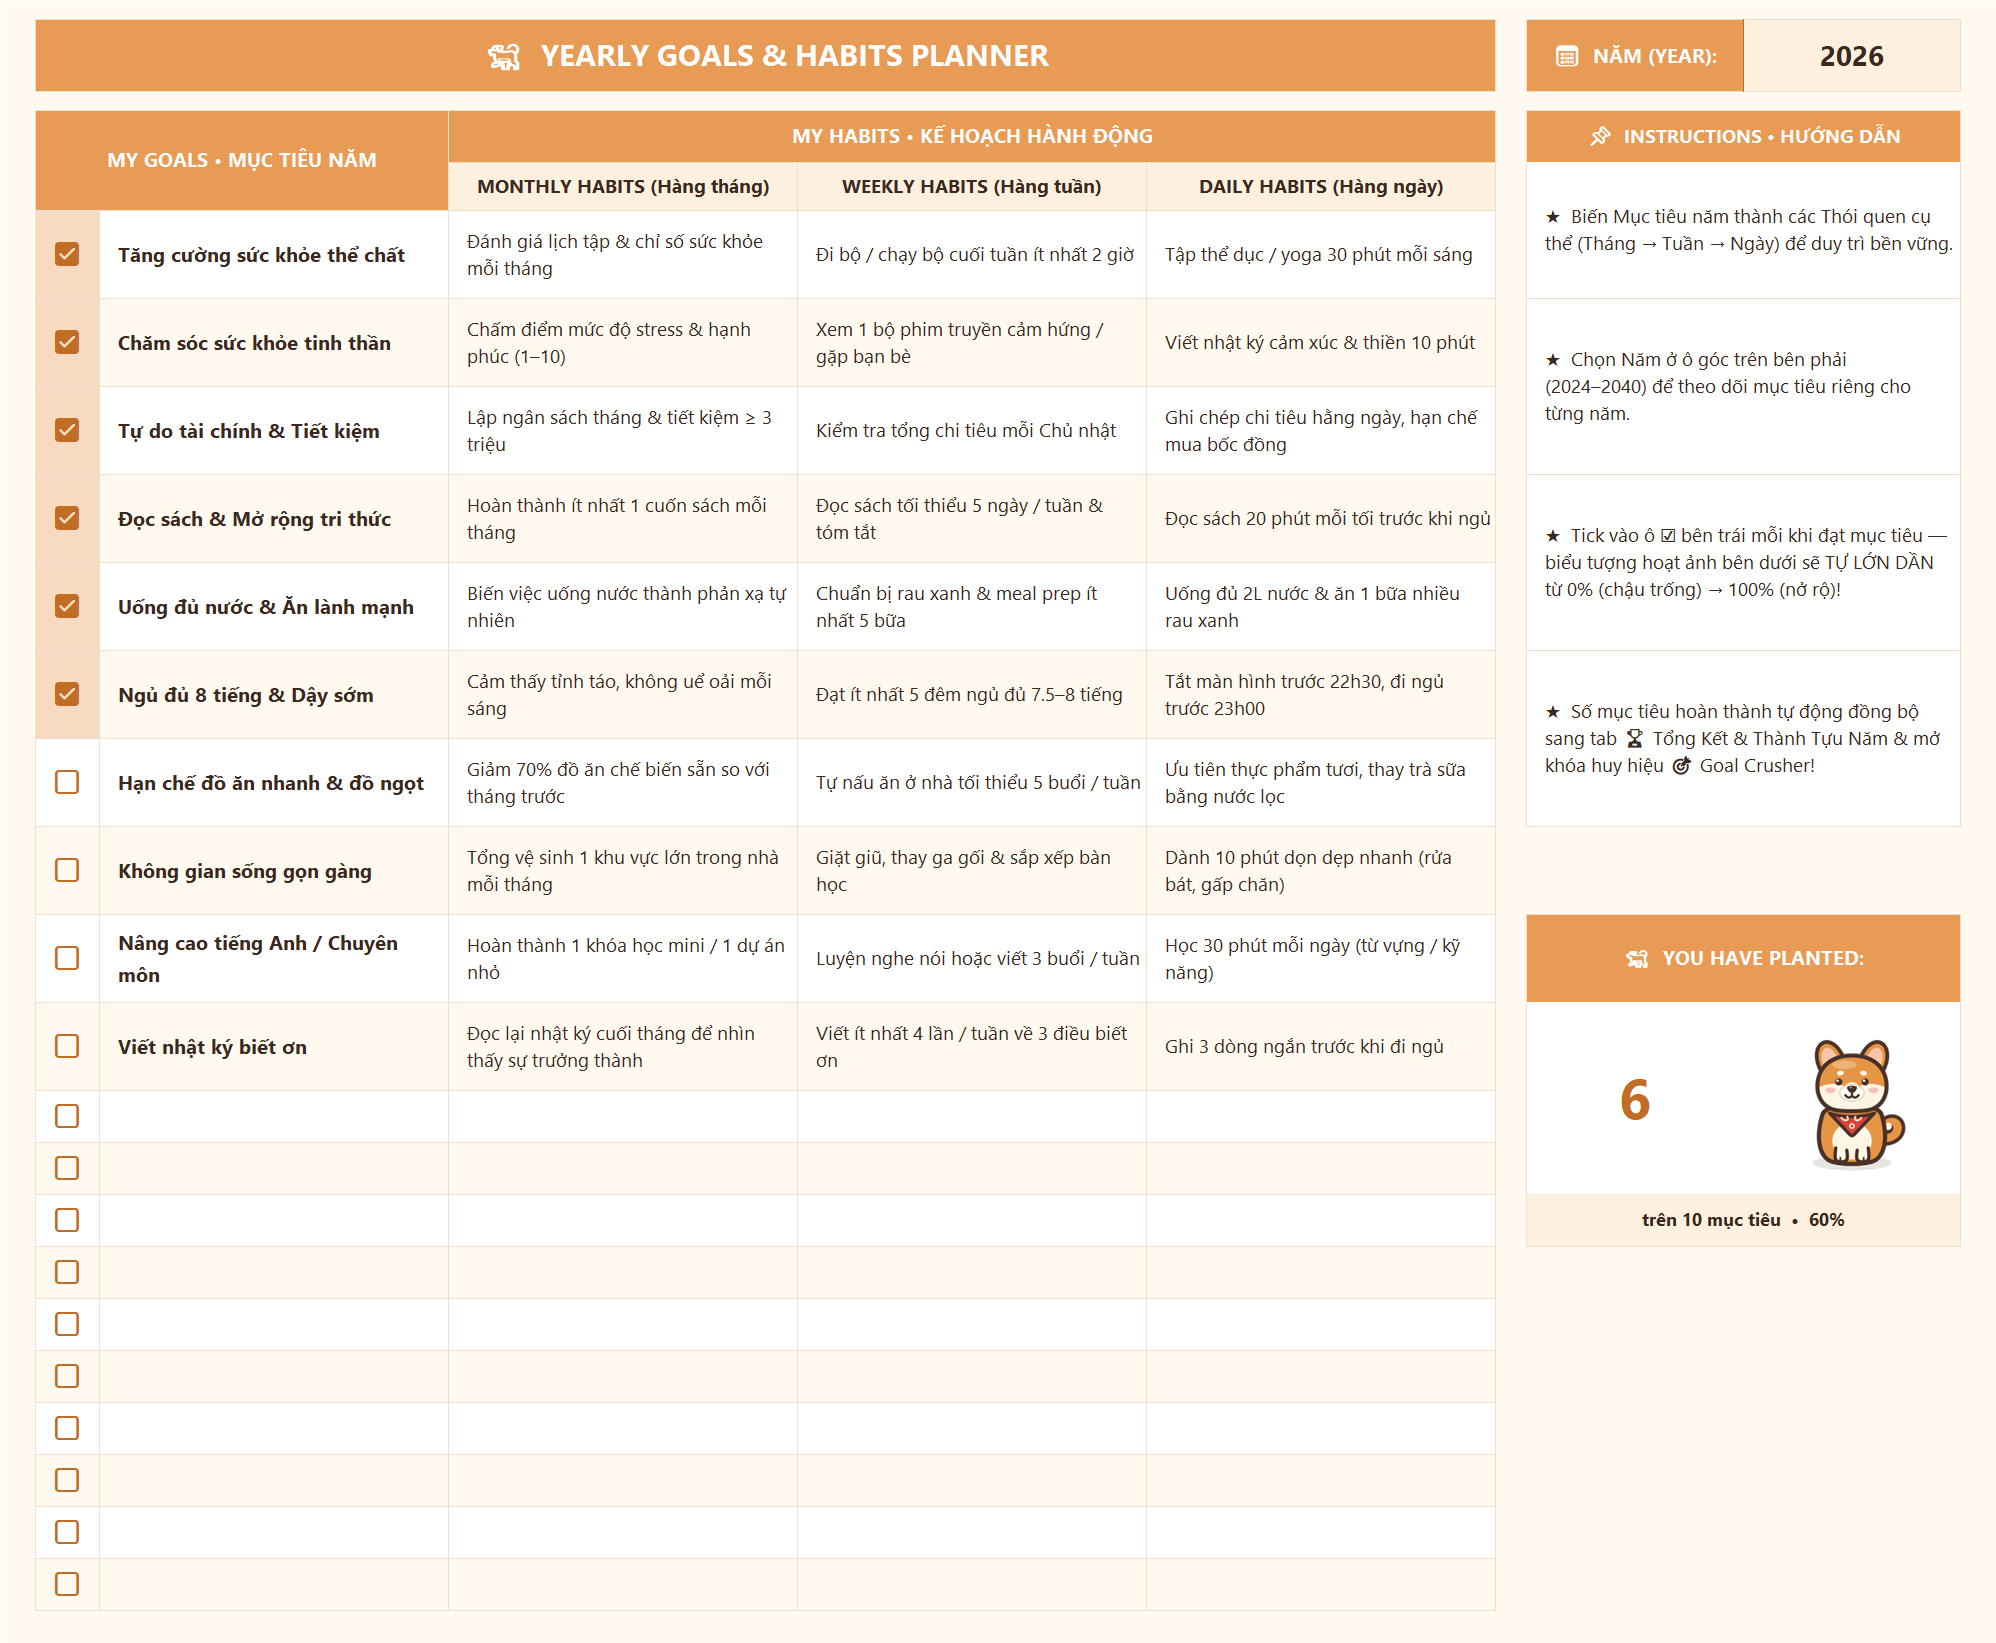 YEARLY GOALS & HABITS PLANNER
NĂM (YEAR):
2026
MY GOALS • MỤC TIÊU NĂM
MY HABITS • KẾ HOẠCH HÀNH ĐỘNG
MONTHLY HABITS (Hàng tháng)
WEEKLY HABITS (Hàng tuần)
DAILY HABITS (Hàng ngày)
Tăng cường sức khỏe thể chất
Đánh giá lịch tập & chỉ số sức khỏe
mỗi tháng
Đi bộ / chạy bộ cuối tuần ít nhất 2 giờ
Tập thể dục / yoga 30 phút mỗi sáng
Chăm sóc sức khỏe tinh thần
Chấm điểm mức độ stress & hạnh
phúc (1–10)
Xem 1 bộ phim truyền cảm hứng /
gặp bạn bè
Viết nhật ký cảm xúc & thiền 10 phút
Tự do tài chính & Tiết kiệm
Lập ngân sách tháng & tiết kiệm ≥ 3
triệu
Kiểm tra tổng chi tiêu mỗi Chủ nhật
Ghi chép chi tiêu hằng ngày, hạn chế
mua bốc đồng
Đọc sách & Mở rộng tri thức
Hoàn thành ít nhất 1 cuốn sách mỗi
tháng
Đọc sách tối thiểu 5 ngày / tuần &
tóm tắt
Đọc sách 20 phút mỗi tối trước khi ngủ
Uống đủ nước & Ăn lành mạnh
Biến việc uống nước thành phản xạ tự
nhiên
Chuẩn bị rau xanh & meal prep ít
nhất 5 bữa
Uống đủ 2L nước & ăn 1 bữa nhiều
rau xanh
Ngủ đủ 8 tiếng & Dậy sớm
Cảm thấy tỉnh táo, không uể oải mỗi
sáng
Đạt ít nhất 5 đêm ngủ đủ 7.5–8 tiếng
Tắt màn hình trước 22h30, đi ngủ
trước 23h00
Hạn chế đồ ăn nhanh & đồ ngọt
Giảm 70% đồ ăn chế biến sẵn so với
tháng trước
Tự nấu ăn ở nhà tối thiểu 5 buổi / tuần
Ưu tiên thực phẩm tươi, thay trà sữa
bằng nước lọc
Không gian sống gọn gàng
Tổng vệ sinh 1 khu vực lớn trong nhà
mỗi tháng
Giặt giũ, thay ga gối & sắp xếp bàn
học
Dành 10 phút dọn dẹp nhanh (rửa
bát, gấp chăn)
Nâng cao tiếng Anh / Chuyên
môn
Hoàn thành 1 khóa học mini / 1 dự án
nhỏ
Luyện nghe nói hoặc viết 3 buổi / tuần
Học 30 phút mỗi ngày (từ vựng / kỹ
năng)
Viết nhật ký biết ơn
Đọc lại nhật ký cuối tháng để nhìn
thấy sự trưởng thành
Viết ít nhất 4 lần / tuần về 3 điều biết
ơn
Ghi 3 dòng ngắn trước khi đi ngủ
INSTRUCTIONS • HƯỚNG DẪN
★ Biến Mục tiêu năm thành các Thói quen cụ
thể (Tháng → Tuần → Ngày) để duy trì bền vững.
★ Chọn Năm ở ô góc trên bên phải
(2024–2040) để theo dõi mục tiêu riêng cho
từng năm.
★ Tick vào ô ☑ bên trái mỗi khi đạt mục tiêu —
biểu tượng hoạt ảnh bên dưới sẽ TỰ LỚN DẦN
từ 0% (chậu trống) → 100% (nở rộ)!
★ Số mục tiêu hoàn thành tự động đồng bộ
sang tab 🏆 Tổng Kết & Thành Tựu Năm & mở
khóa huy hiệu 🎯 Goal Crusher!
YOU HAVE PLANTED:
6
trên 10 mục tiêu • 60%